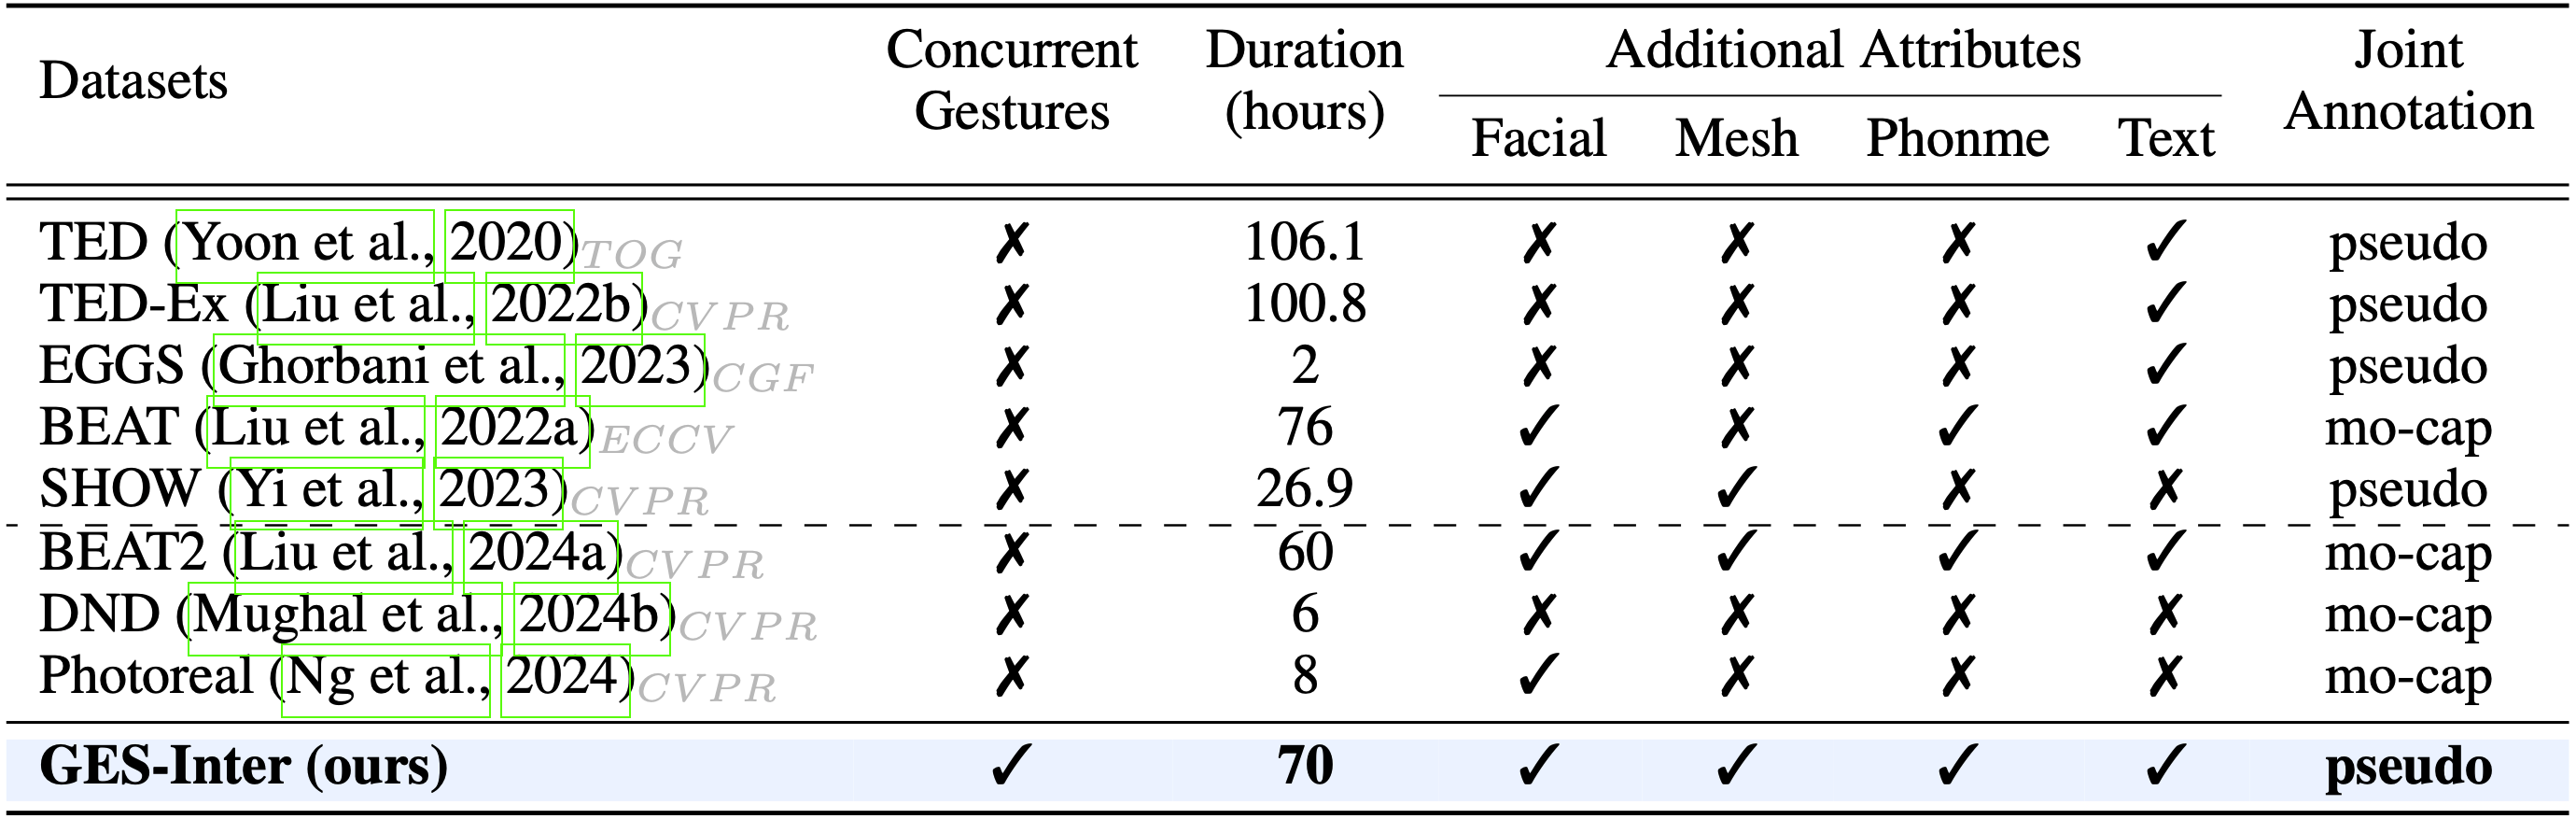 Datasets Concurrent Gestures Duration (hours) Additional Attributes Joint Annotation
Facial Mesh Phonme Text
TED (Yoon et al., 2020) TOG ✗ 106.1 ✗ ✗ ✗ ✓ pseudo
TED-Ex (Liu et al., 2022b) CVPR ✗ 100.8 ✗ ✗ ✗ ✓ pseudo
EGGS (Ghorbani et al., 2023) CGF ✗ 2 ✗ ✗ ✗ ✓ pseudo
BEAT (Liu et al., 2022a) ECCV ✗ 76 ✓ ✗ ✓ ✓ mo-cap
SHOW (Yi et al., 2023) CVPR ✗ 26.9 ✓ ✓ ✗ ✗ pseudo
BEAT2 (Liu et al., 2024a) CVPR ✗ 60 ✓ ✓ ✓ ✓ mo-cap
DND (Mughal et al., 2024b) CVPR ✗ 6 ✗ ✗ ✗ ✗ mo-cap
Photoreal (Ng et al., 2024) CVPR ✗ 8 ✓ ✗ ✗ ✗ mo-cap
GES-Inter (ours) ✓ 70 ✓ ✓ ✓ ✓ pseudo